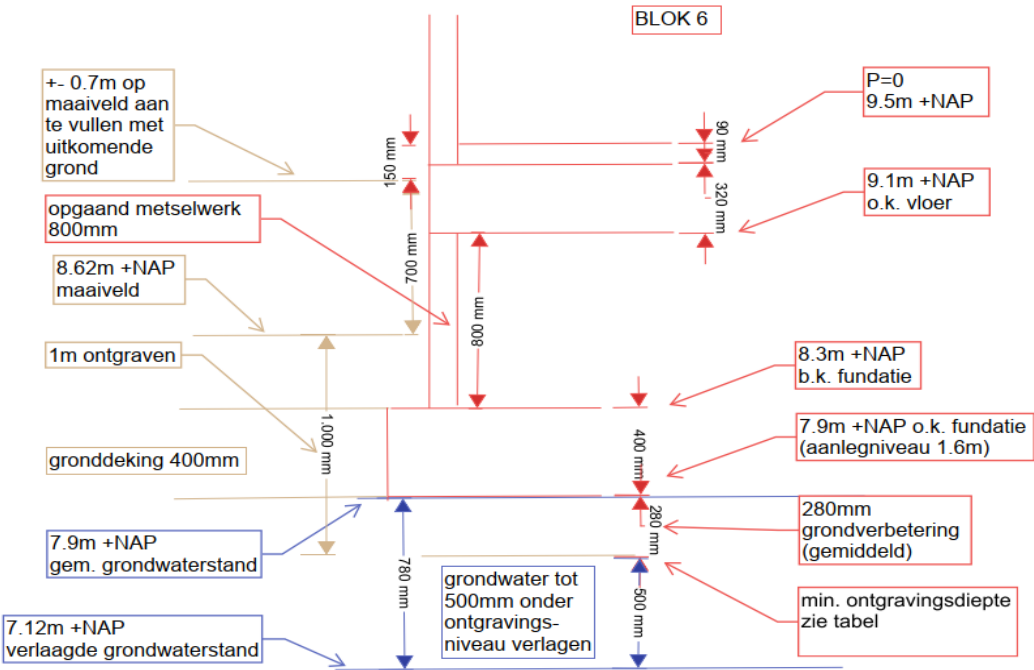 BLOK 6
+- 0.7m op
maaiveld aan
te vullen met
uitkomende
grond
P=0
9.5m +NAP
90 mm
150 mm
320 mm
9.1m +NAP
o.k. vloer
opgaand metselwerk
800mm
700 mm
8.62m +NAP
maaiveld
800 mm
1m ontgraven
8.3m +NAP
b.k. fundatie
1.000 mm
7.9m +NAP o.k. fundatie
(aanlegniveau 1.6m)
400 mm
gronddeking 400mm
280mm
grondverbetering
(gemiddeld)
280 mm
7.9m +NAP
gem. grondwaterstand
780 mm
grondwater tot
500mm onder
ontgravings-
niveau verlagen
500 mm
min. ontgravingsdiepte
zie tabel
7.12m +NAP
verlaagde grondwaterstand